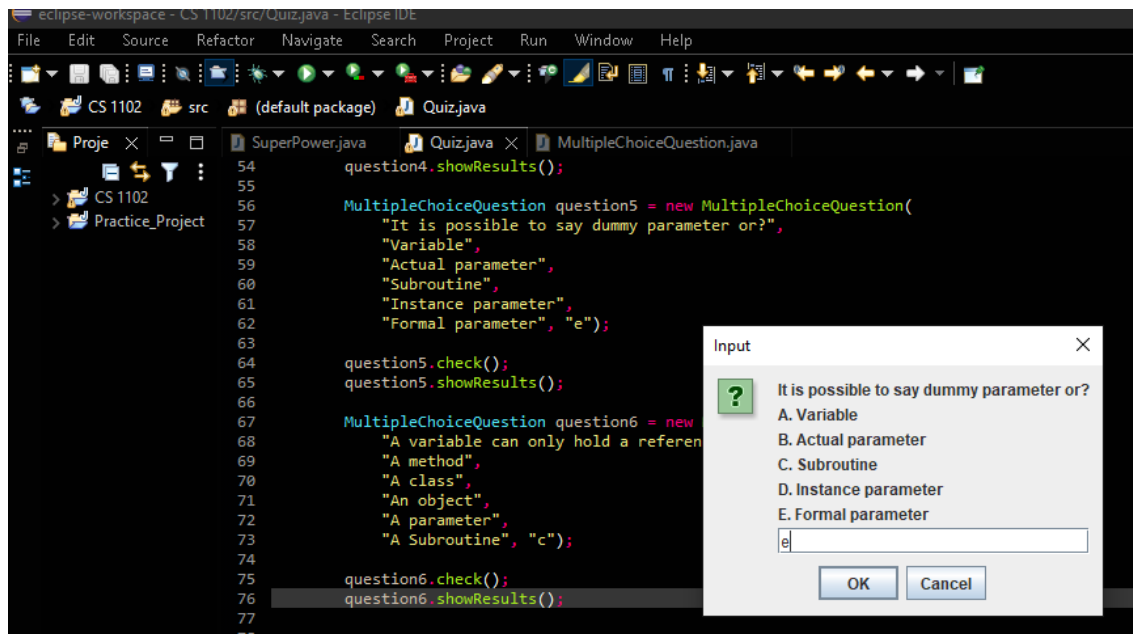 eclipse-workspace - CS 1102/src/Quiz.java - Eclipse IDE
File Edit Source Refactor Navigate Search Project Run Window Help
CS 1102 src (default package) Quiz.java
Proje SuperPower.java Quiz.java MultipleChoiceQuestion.java
CS 1102
Practice_Project
54 question4.showResults();
55
56 MultipleChoiceQuestion question5 = new MultipleChoiceQuestion(
57 "It is possible to say dummy parameter or?",
58 "Variable",
59 "Actual parameter",
60 "Subroutine",
61 "Instance parameter",
62 "Formal parameter", "e");
63
64 question5.check();
65 question5.showResults();
66
67 MultipleChoiceQuestion question6 = new
68 "A variable can only hold a referen
69 "A method",
70 "A class",
71 "An object",
72 "A parameter",
73 "A Subroutine", "c");
74
75 question6.check();
76 question6.showResults();
77
Input
It is possible to say dummy parameter or?
A. Variable
B. Actual parameter
C. Subroutine
D. Instance parameter
E. Formal parameter
e
OK Cancel